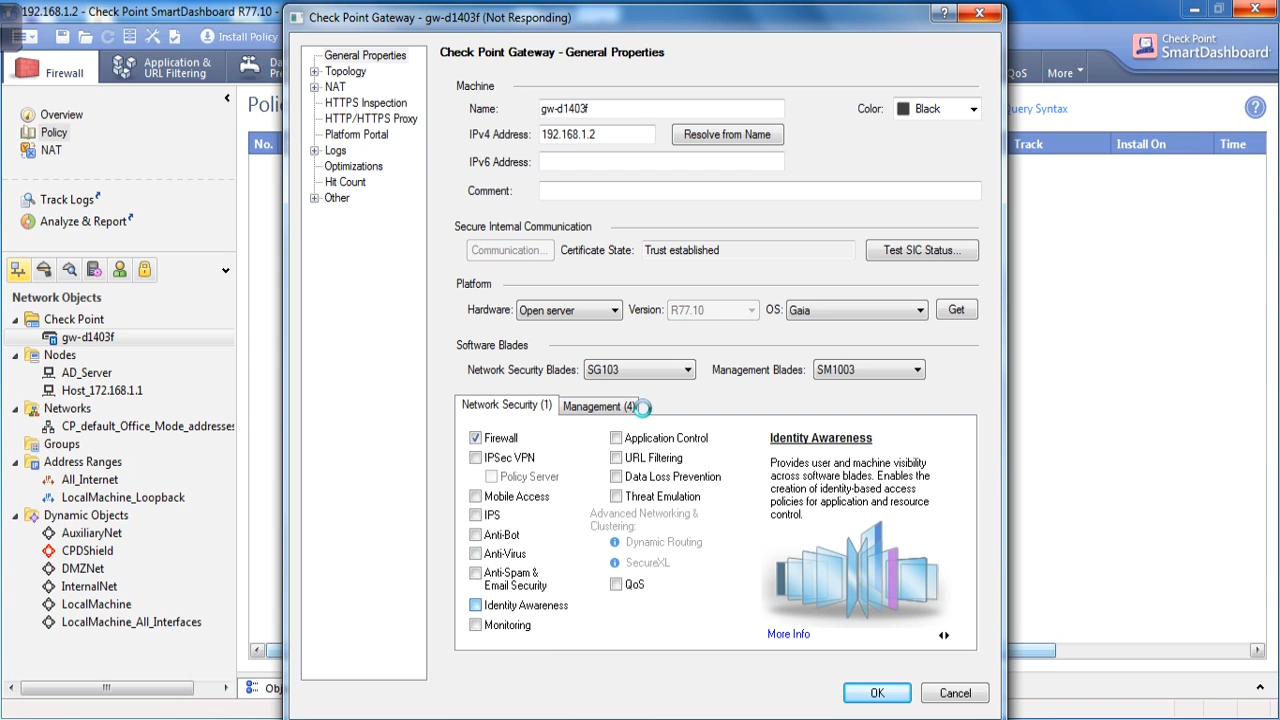 192.168.1.2 - Check Point SmartDashboard R77.10
Install Policy
Check Point
SmartDashboard
Firewall
Application &
URL Filtering
QoS
More
Overview
Policy
NAT
Track Logs
Analyze & Report
No.
Query Syntax
Track
Install On
Time
Network Objects
Check Point
gw-d1403f
Nodes
AD_Server
Host_172.168.1.1
Networks
CP_default_Office_Mode_addresses
Groups
Address Ranges
All_Internet
LocalMachine_Loopback
Dynamic Objects
AuxiliaryNet
CPDShield
DMZNet
InternalNet
LocalMachine
LocalMachine_All_Interfaces
Check Point Gateway - gw-d1403f (Not Responding)
General Properties
Topology
NAT
HTTPS Inspection
HTTP/HTTPS Proxy
Platform Portal
Logs
Optimizations
Hit Count
Other
Check Point Gateway - General Properties
Machine
Name: gw-d1403f
Color: Black
IPv4 Address: 192.168.1.2
Resolve from Name
IPv6 Address:
Comment:
Secure Internal Communication
Communication...
Certificate State: Trust established
Test SIC Status...
Platform
Hardware: Open server
Version: R77.10
OS: Gaia
Get
Software Blades
Network Security Blades: SG103
Management Blades: SM1003
Network Security (1)
Management (4)
Firewall
IPSec VPN
Policy Server
Mobile Access
IPS
Anti-Bot
Anti-Virus
Anti-Spam &
Email Security
Identity Awareness
Monitoring
Application Control
URL Filtering
Data Loss Prevention
Threat Emulation
Advanced Networking &
Clustering:
Dynamic Routing
SecureXL
QoS
Identity Awareness
Provides user and machine visibility
across software blades. Enables the
creation of identity-based access
policies for application and resource
control.
More Info
OK
Cancel